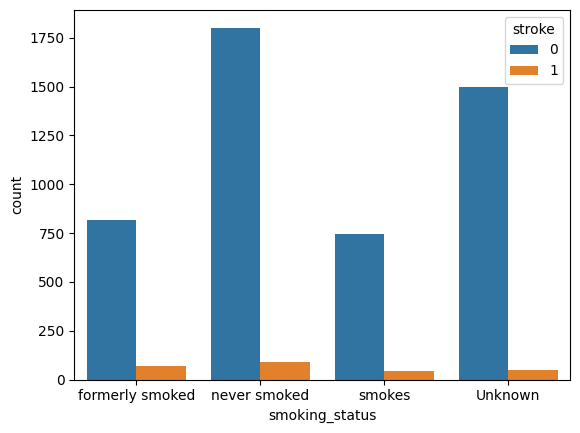 stroke
0
1
1750
1500
1250
1000
750
500
250
0
count
formerly smoked
never smoked
smokes
Unknown
smoking_status